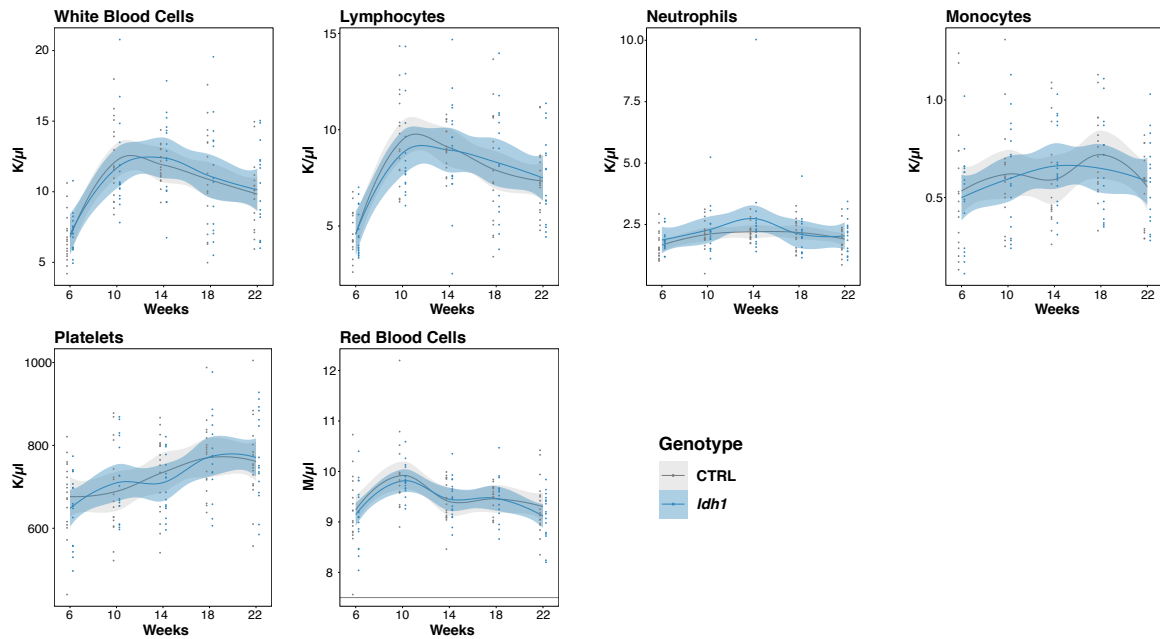 White Blood Cells
K/µl
20
15
10
5
6 10 14 18 22
Weeks
Lymphocytes
K/µl
15
10
5
6 10 14 18 22
Weeks
Neutrophils
K/µl
10.0
7.5
5.0
2.5
6 10 14 18 22
Weeks
Monocytes
K/µl
1.0
0.5
6 10 14 18 22
Weeks
Platelets
K/µl
1000
800
600
6 10 14 18 22
Weeks
Red Blood Cells
M/µl
12
11
10
9
8
6 10 14 18 22
Weeks
Genotype
CTRL
Idh1